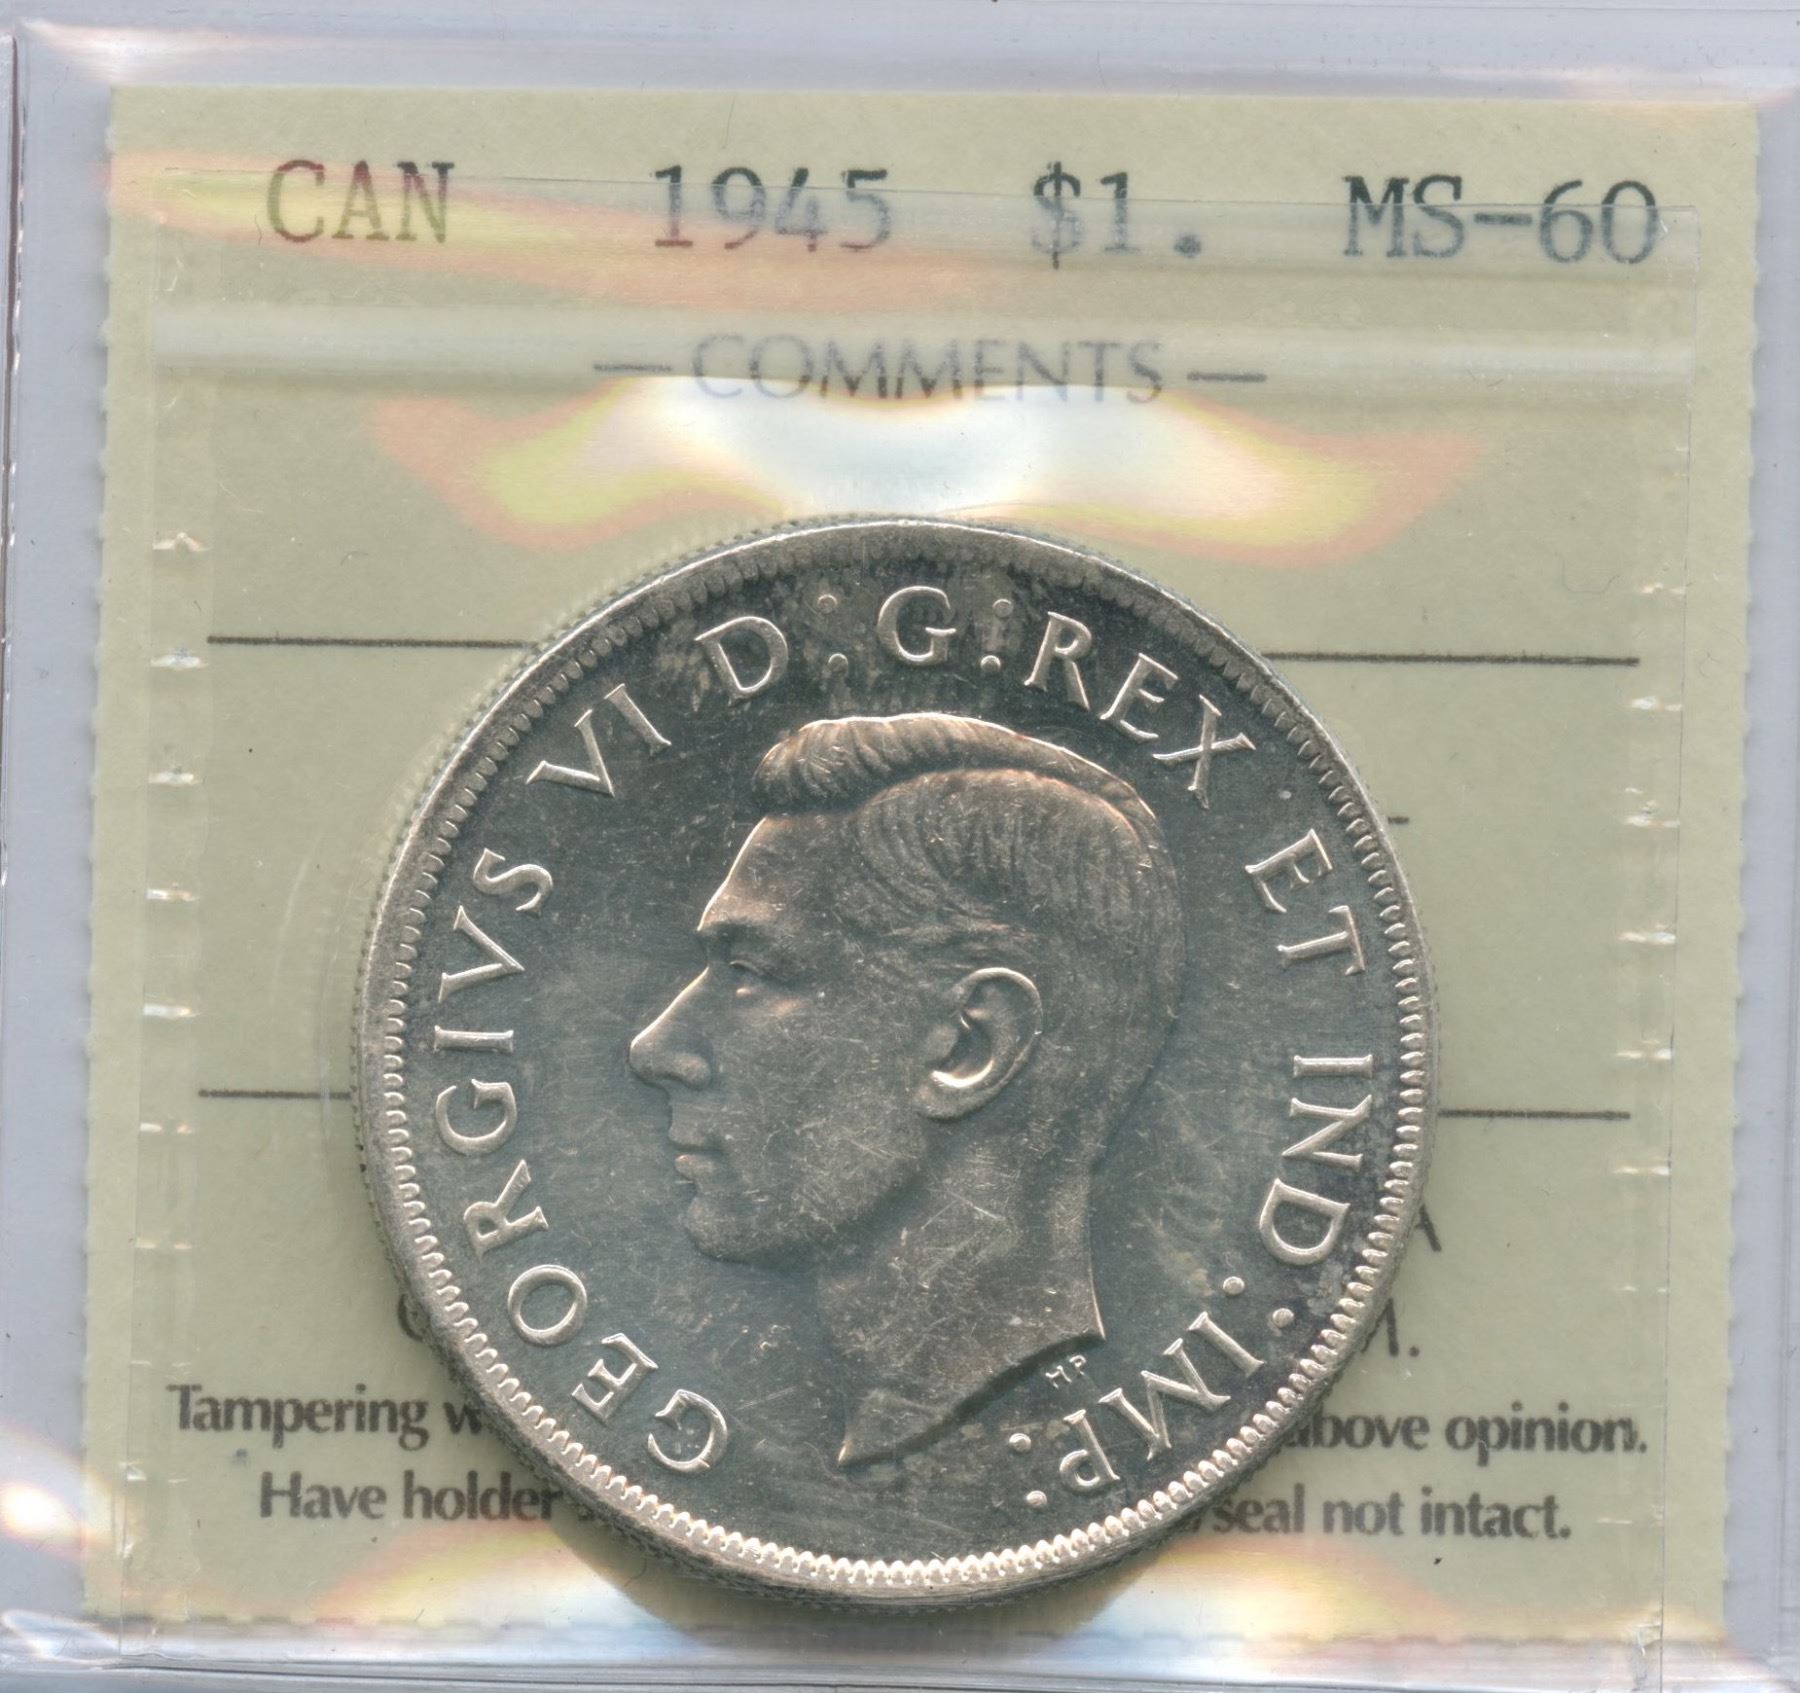 CAN 1945 $1. MS-60
— COMMENTS —
GEORGIVS VI D:G:REX ET IND:IMP:
HP
A
M.
Tampering above opinion.
Have holder seal not intact.